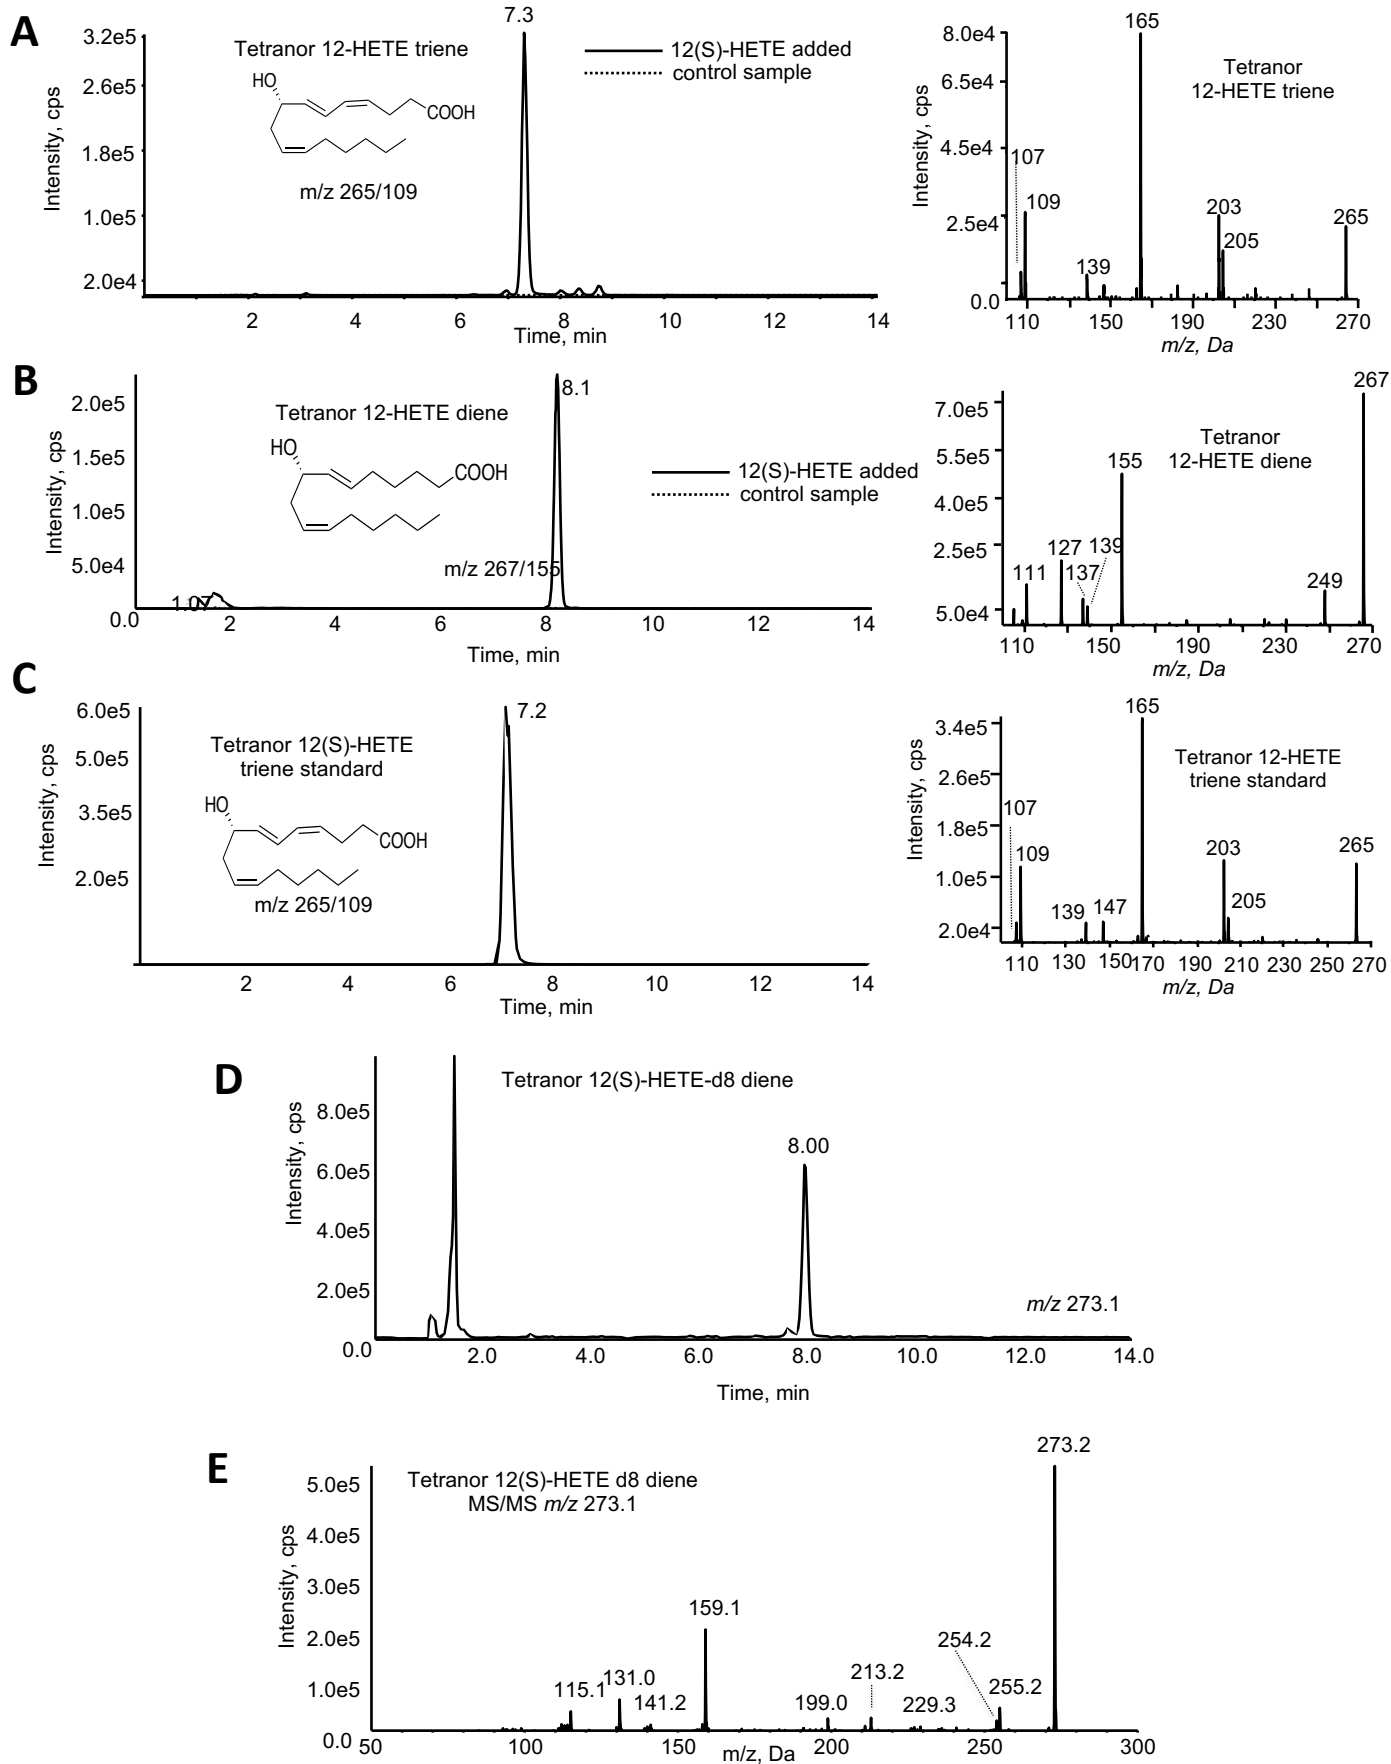 A
Tetranor 12-HETE triene
HO
COOH
m/z 265/109
7.3
12(S)-HETE added
control sample
Intensity, cps
3.2e5
2.6e5
1.8e5
1.0e5
2.0e4
2 4 6 8 10 12 14
Time, min
Tetranor
12-HETE triene
Intensity, cps
8.0e4
6.5e4
4.5e4
2.5e4
0.0
107
109
139
165
203
205
265
110 150 190 230 270
m/z, Da
B
Tetranor 12-HETE diene
HO
COOH
m/z 267/155
8.1
12(S)-HETE added
control sample
Intensity, cps
2.0e5
1.5e5
1.0e5
5.0e4
0.0
1.07
2 4 6 8 10 12 14
Time, min
Tetranor
12-HETE diene
Intensity, cps
7.0e5
5.5e5
4.0e5
2.5e5
5.0e4
111
127
137
139
155
249
267
110 150 190 230 270
m/z, Da
C
Tetranor 12(S)-HETE
triene standard
HO
COOH
m/z 265/109
7.2
Intensity, cps
6.0e5
5.0e5
3.5e5
2.0e5
2 4 6 8 10 12 14
Time, min
Tetranor 12-HETE
triene standard
Intensity, cps
3.4e5
2.6e5
1.8e5
1.0e5
2.0e4
107
109
139
147
165
203
205
265
110 130 150 170 190 210 230 250 270
m/z, Da
D
Tetranor 12(S)-HETE-d8 diene
8.00
m/z 273.1
Intensity, cps
8.0e5
6.0e5
4.0e5
2.0e5
0.0
2.0 4.0 6.0 8.0 10.0 12.0 14.0
Time, min
E
Tetranor 12(S)-HETE d8 diene
MS/MS m/z 273.1
Intensity, cps
5.0e5
4.0e5
3.0e5
2.0e5
1.0e5
0.0
115.1
131.0
141.2
159.1
199.0
213.2
229.3
254.2
255.2
273.2
50 100 150 200 250 300
m/z, Da